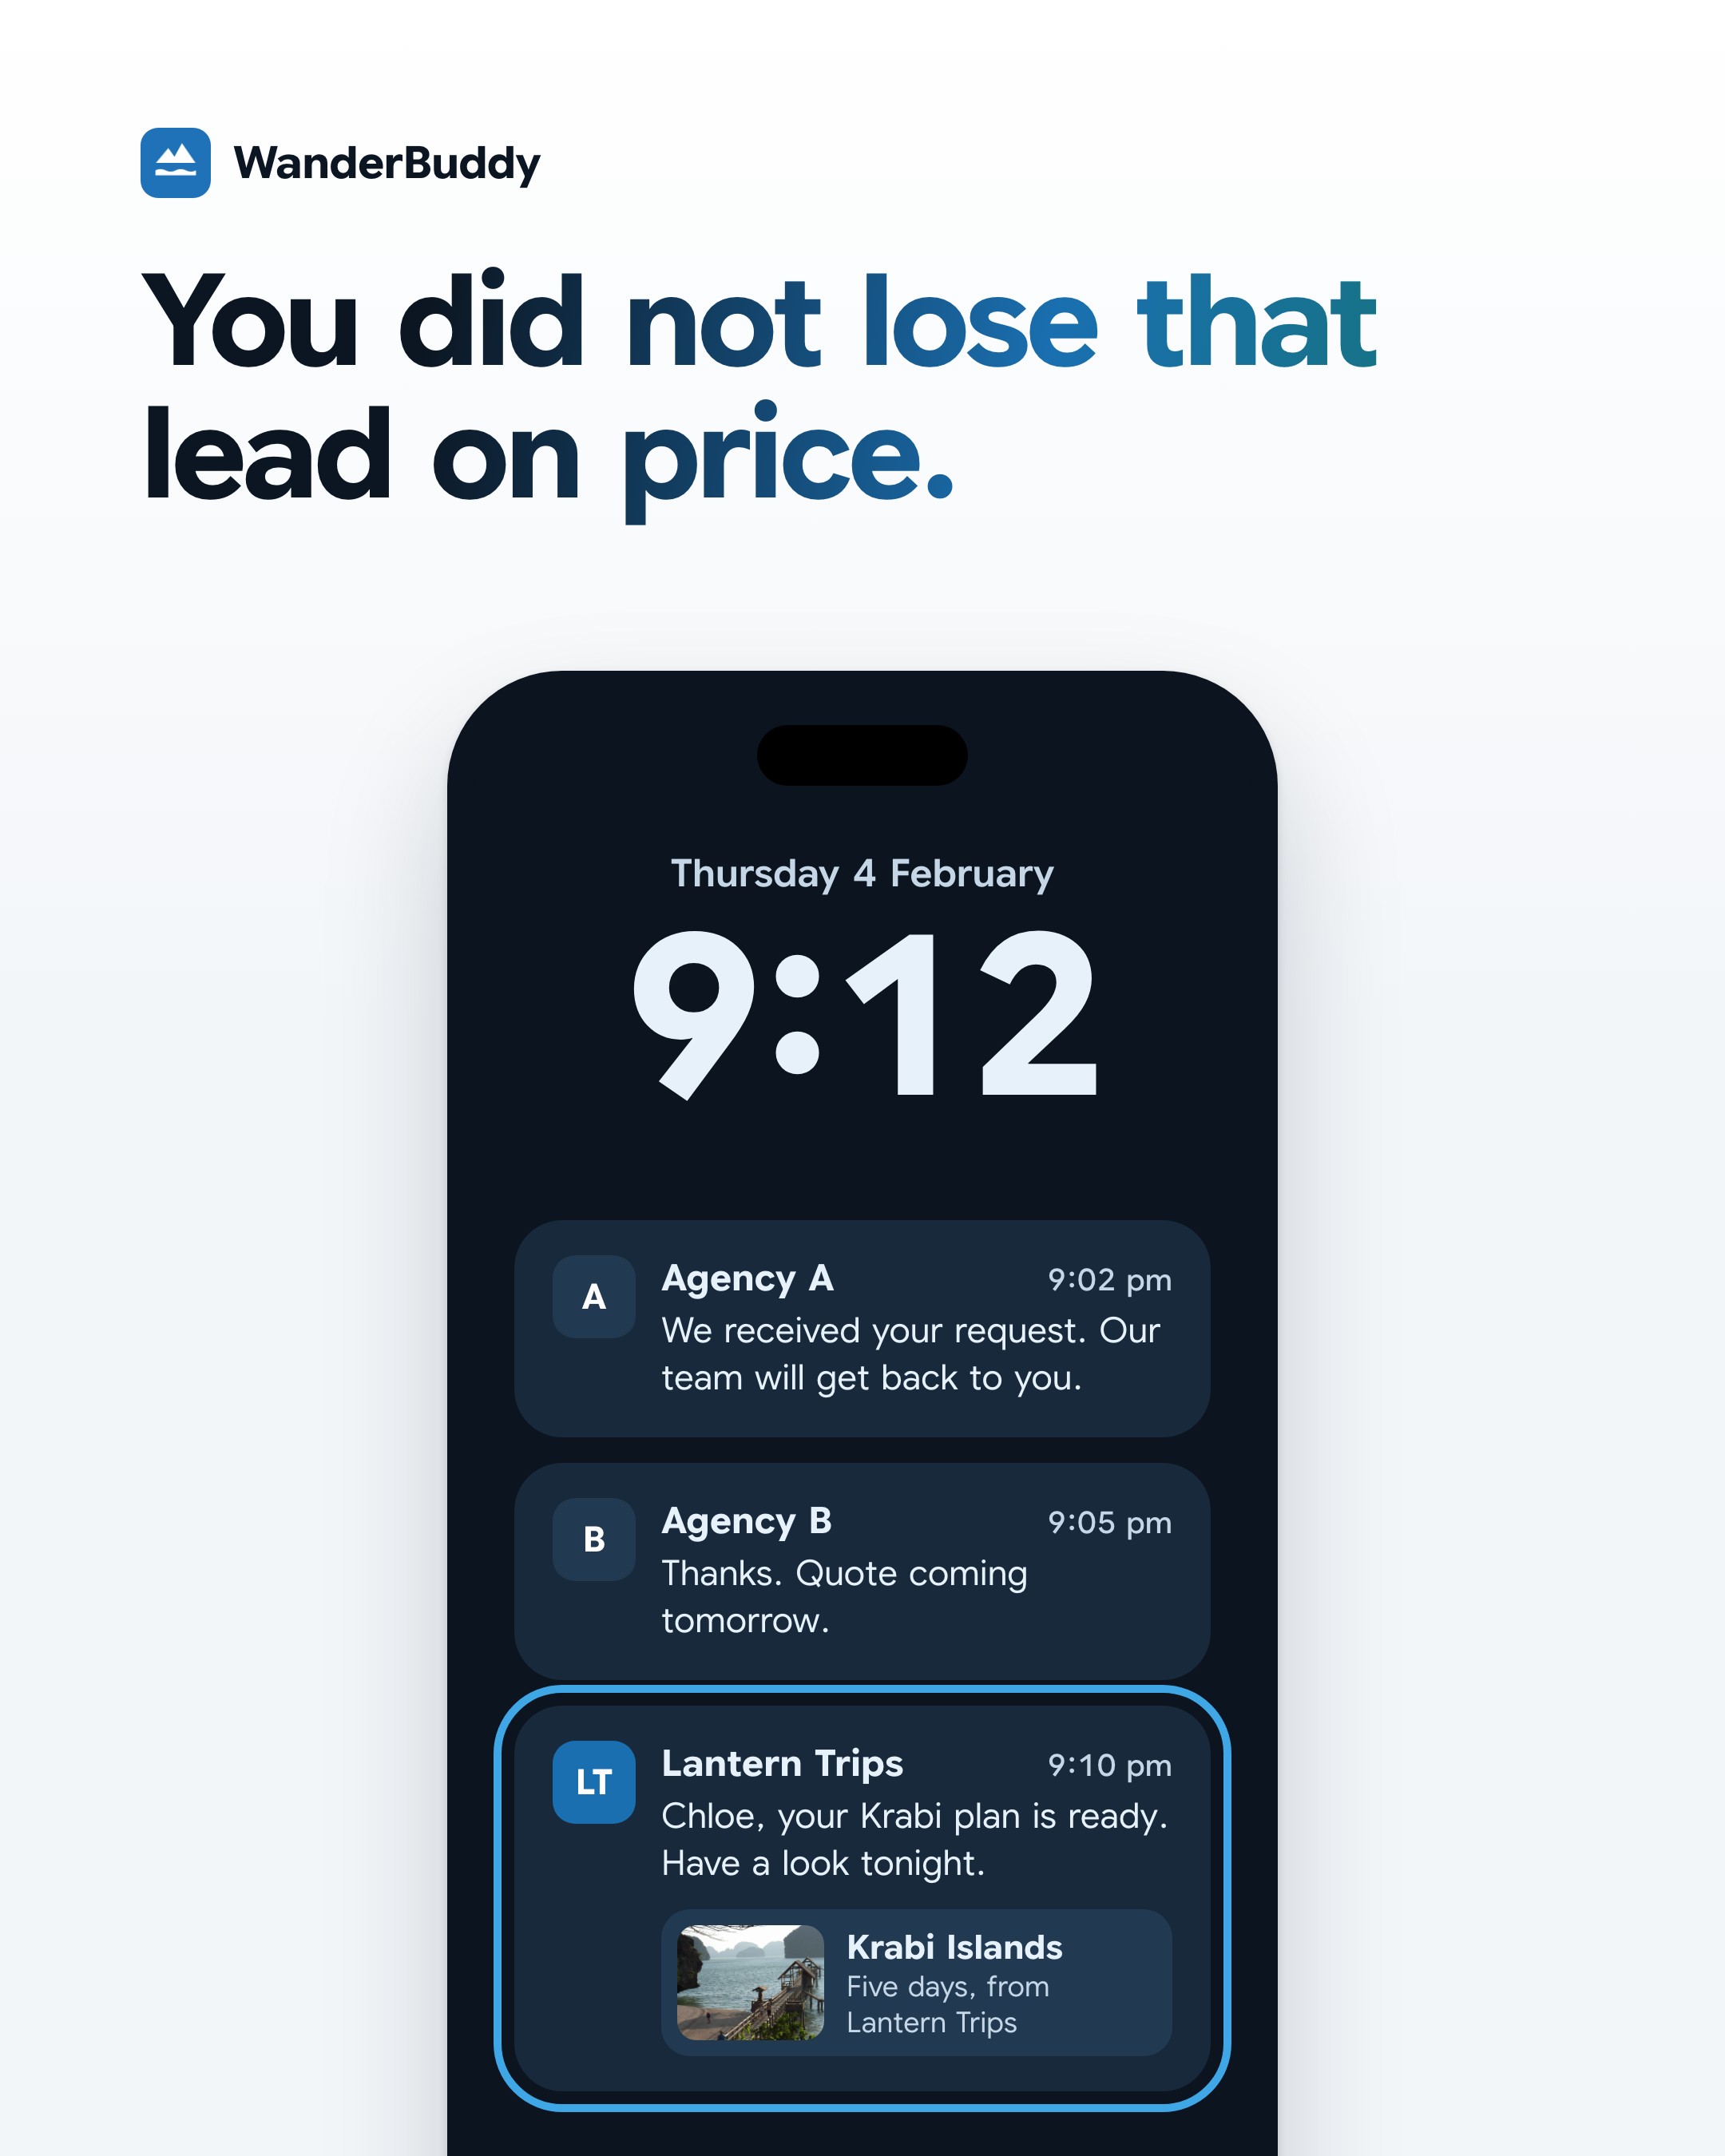 WanderBuddy
You did not lose that
lead on price.
Thursday 4 February
9:12
A
Agency A
9:02 pm
We received your request. Our
team will get back to you.
B
Agency B
9:05 pm
Thanks. Quote coming
tomorrow.
LT
Lantern Trips
9:10 pm
Chloe, your Krabi plan is ready.
Have a look tonight.
Krabi Islands
Five days, from
Lantern Trips